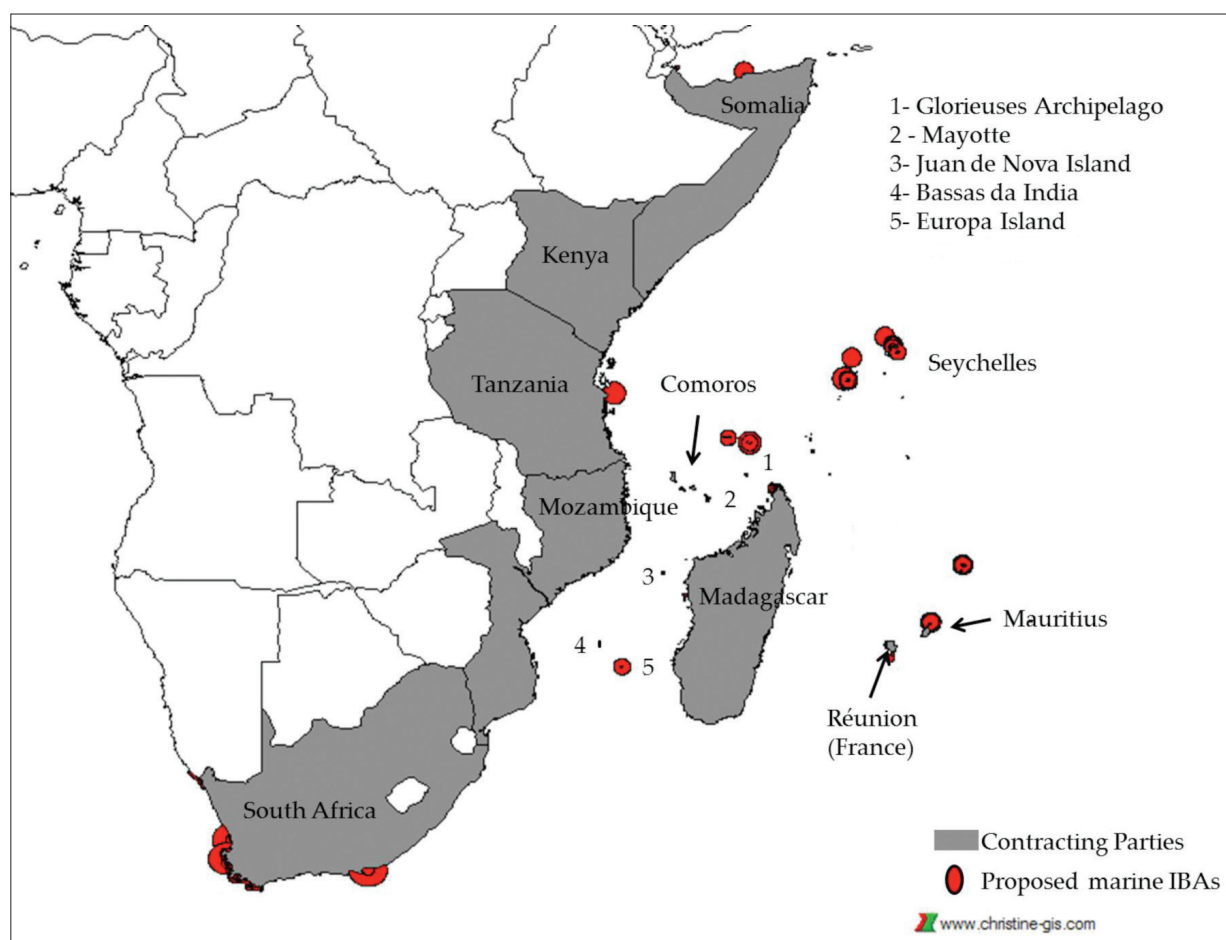 Somalia
1- Glorieuses Archipelago
2 - Mayotte
3- Juan de Nova Island
4- Bassas da India
5- Europa Island
Kenya
Seychelles
Tanzania
Comoros
1
2
Mozambique
3
Madagascar
Mauritius
4
5
Réunion
(France)
South Africa
Contracting Parties
Proposed marine IBAs
www.christine-gis.com